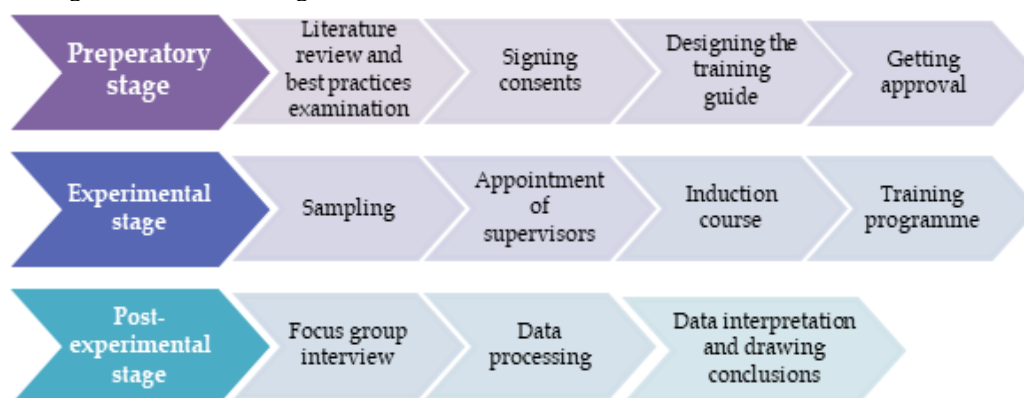 Preperatory
stage
Literature
review and
best practices
examination
Signing
consents
Designing the
training
guide
Getting
approval
Experimental
stage
Sampling
Appointment
of
supervisors
Induction
course
Training
programme
Post-
experimental
stage
Focus group
interview
Data
processing
Data interpretation
and drawing
conclusions